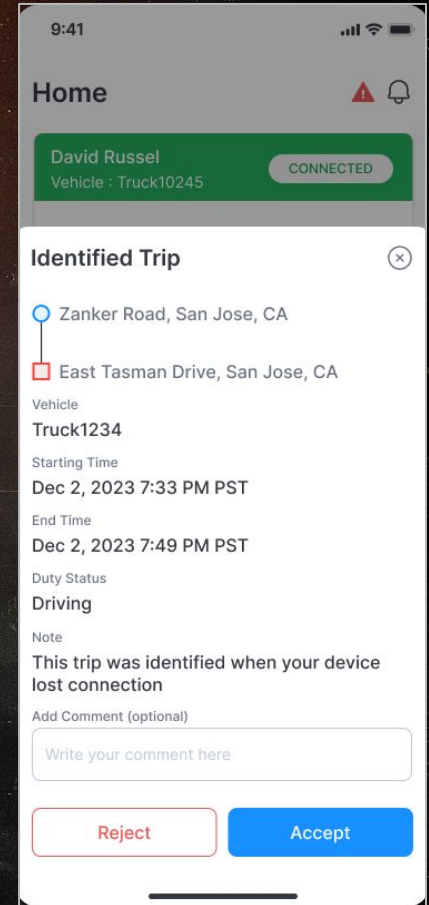 9:41
Home
David Russel
Vehicle : Truck10245
CONNECTED
Identified Trip
Zanker Road, San Jose, CA
East Tasman Drive, San Jose, CA
Vehicle
Truck1234
Starting Time
Dec 2, 2023 7:33 PM PST
End Time
Dec 2, 2023 7:49 PM PST
Duty Status
Driving
Note
This trip was identified when your device
lost connection
Add Comment (optional)
Write your comment here
Reject
Accept